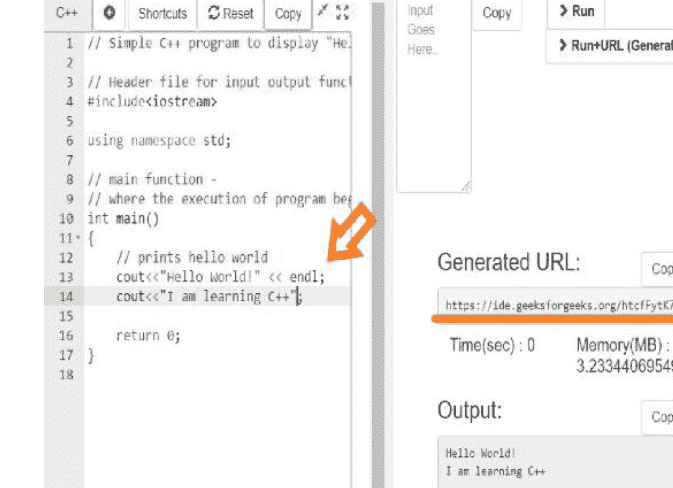 C++ Shortcuts Reset Copy
1 // Simple C++ program to display "He
2
3 // Header file for input output funct
4 #include<iostream>
5
6 using namespace std;
7
8 // main function -
9 // where the execution of program beg
10 int main()
11 {
12 // prints hello world
13 cout<<"Hello World!" << endl;
14 cout<<"I am learning C++";
15
16 return 0;
17 }
18
Input
Goes
Here..
Copy
Run
Run+URL (Generat
Generated URL:
Cop
https://ide.geeksforgeeks.org/htcfFytK7
Time(sec) : 0
Memory(MB) :
3.23344069549
Output:
Cop
Hello World!
I am learning C++